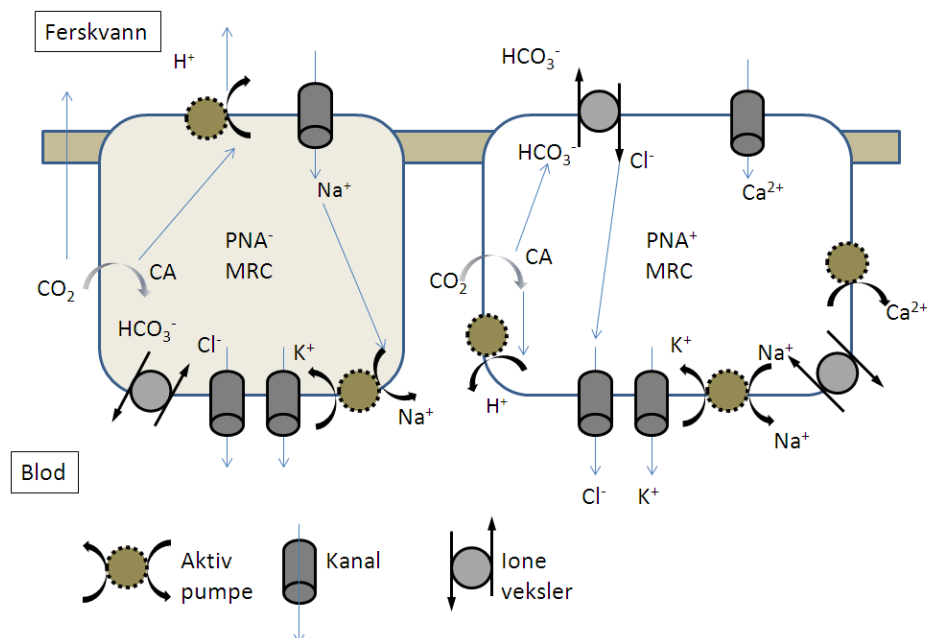 Ferskvann
H⁺
HCO₃⁻
HCO₃⁻
Cl⁻
Na⁺
Ca²⁺
PNA⁻
MRC
PNA⁺
MRC
CO₂
CA
CO₂
CA
Ca²⁺
HCO₃⁻
Cl⁻
K⁺
K⁺
Na⁺
H⁺
Na⁺
Na⁺
Blod
Cl⁻
K⁺
Aktiv
pumpe
Kanal
Ione
veksler